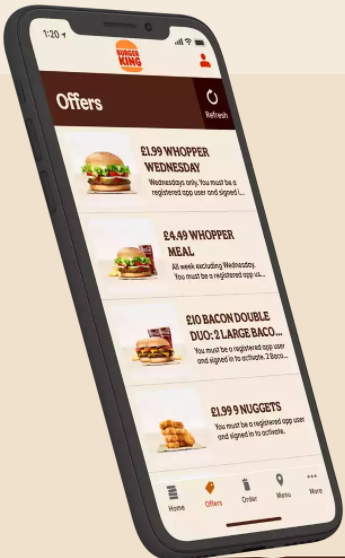 1:20
BURGER
KING
Offers
Refresh
£1.99 WHOPPER
WEDNESDAY
Wednesdays only. You must be a
registered app user and signed i...
£4.49 WHOPPER
MEAL
All week excluding Wednesday.
You must be a registered app us...
£10 BACON DOUBLE
DUO: 2 LARGE BACO...
You must be a registered app user
and signed in to activate. 2 Baco...
£1.99 9 NUGGETS
You must be a registered app user
and signed in to activate.
Home
Offers
Order
Menu
More